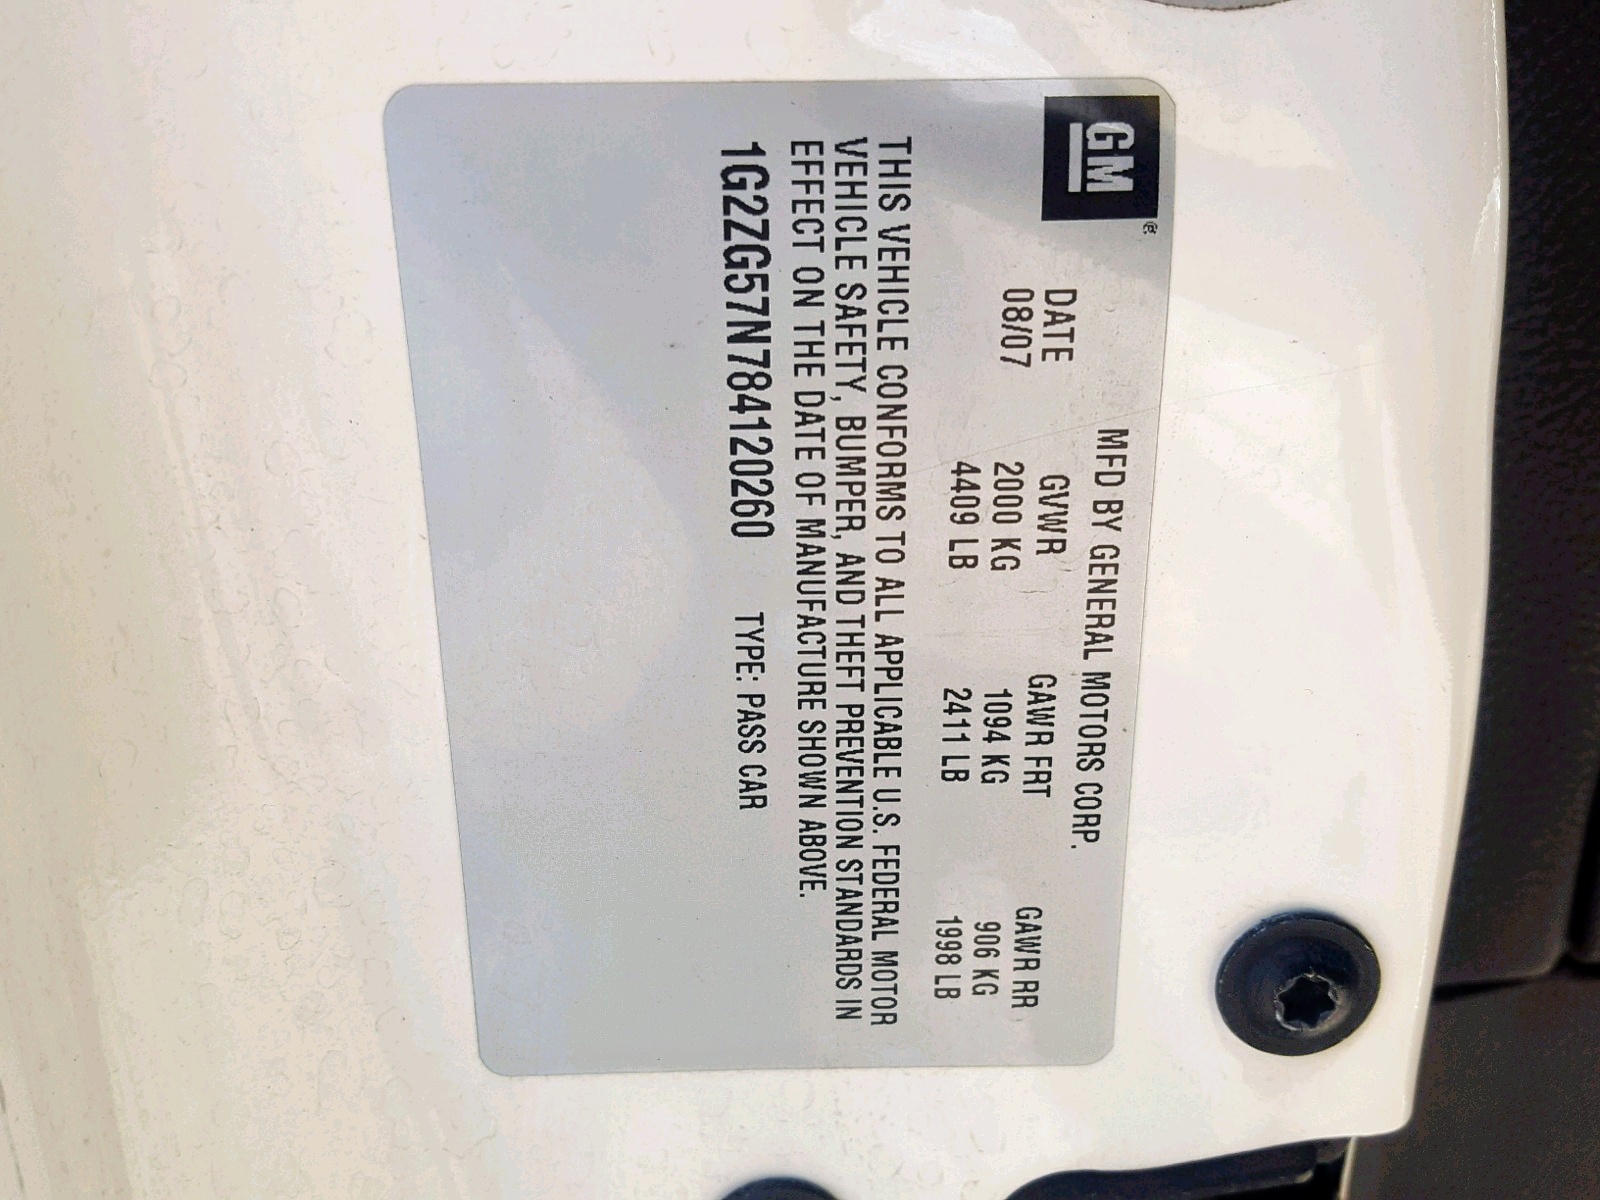 GM®
MFD BY GENERAL MOTORS CORP.
DATE GVWR GAWR FRT GAWR RR
08/07 2000 KG 1094 KG 906 KG
4409 LB 2411 LB 1998 LB
THIS VEHICLE CONFORMS TO ALL APPLICABLE U.S. FEDERAL MOTOR
VEHICLE SAFETY, BUMPER, AND THEFT PREVENTION STANDARDS IN
EFFECT ON THE DATE OF MANUFACTURE SHOWN ABOVE.
1G2ZG57N784120260 TYPE: PASS CAR